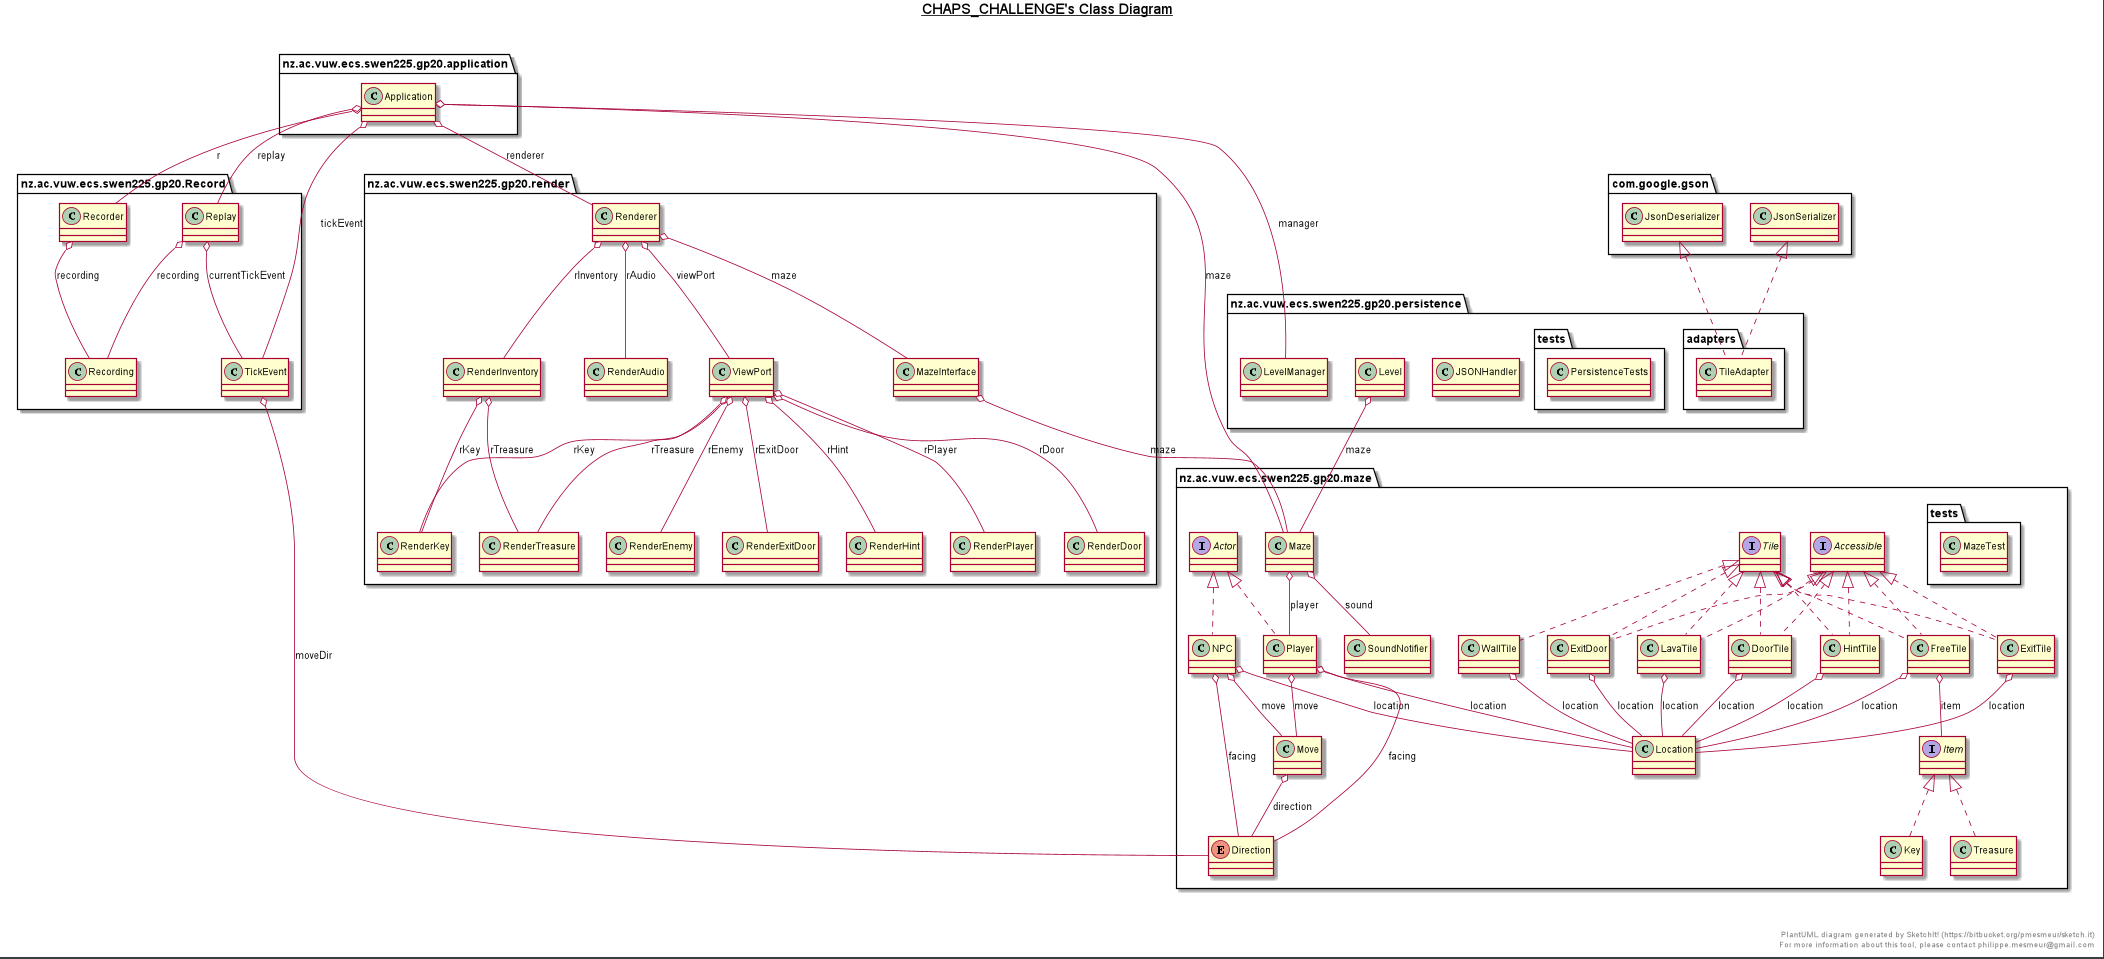 CHAPS_CHALLENGE's Class Diagram
nz.ac.vuw.ecs.swen225.gp20.application
C Application
r
replay
renderer
nz.ac.vuw.ecs.swen225.gp20.Record
nz.ac.vuw.ecs.swen225.gp20.render
com.google.gson
C Recorder
C Replay
tickEvent
C Renderer
manager
C JsonDeserializer
C JsonSerializer
recording
recording
currentTickEvent
rInventory
rAudio
viewPort
maze
maze
nz.ac.vuw.ecs.swen225.gp20.persistence
tests
adapters
C Recording
C TickEvent
C RenderInventory
C RenderAudio
C ViewPort
C MazeInterface
C LevelManager
C Level
C JSONHandler
C PersistenceTests
C TileAdapter
rKey
rTreasure
rKey
rTreasure
rEnemy
rExitDoor
rHint
rPlayer
rDoor
maze
maze
nz.ac.vuw.ecs.swen225.gp20.maze
tests
C RenderKey
C RenderTreasure
C RenderEnemy
C RenderExitDoor
C RenderHint
C RenderPlayer
C RenderDoor
I Actor
C Maze
I Tile
I Accessible
C MazeTest
player
sound
C NPC
C Player
C SoundNotifier
C WallTile
C ExitDoor
C LavaTile
C DoorTile
C HintTile
C FreeTile
C ExitTile
moveDir
move
move
location
location
location
location
location
location
location
location
item
location
facing
C Move
facing
C Location
I Item
direction
E Direction
C Key
C Treasure
PlantUML diagram generated by SketchIt! (https://bitbucket.org/pmesmeur/sketch.it)
For more information about this tool, please contact philippe.mesmeur@gmail.com